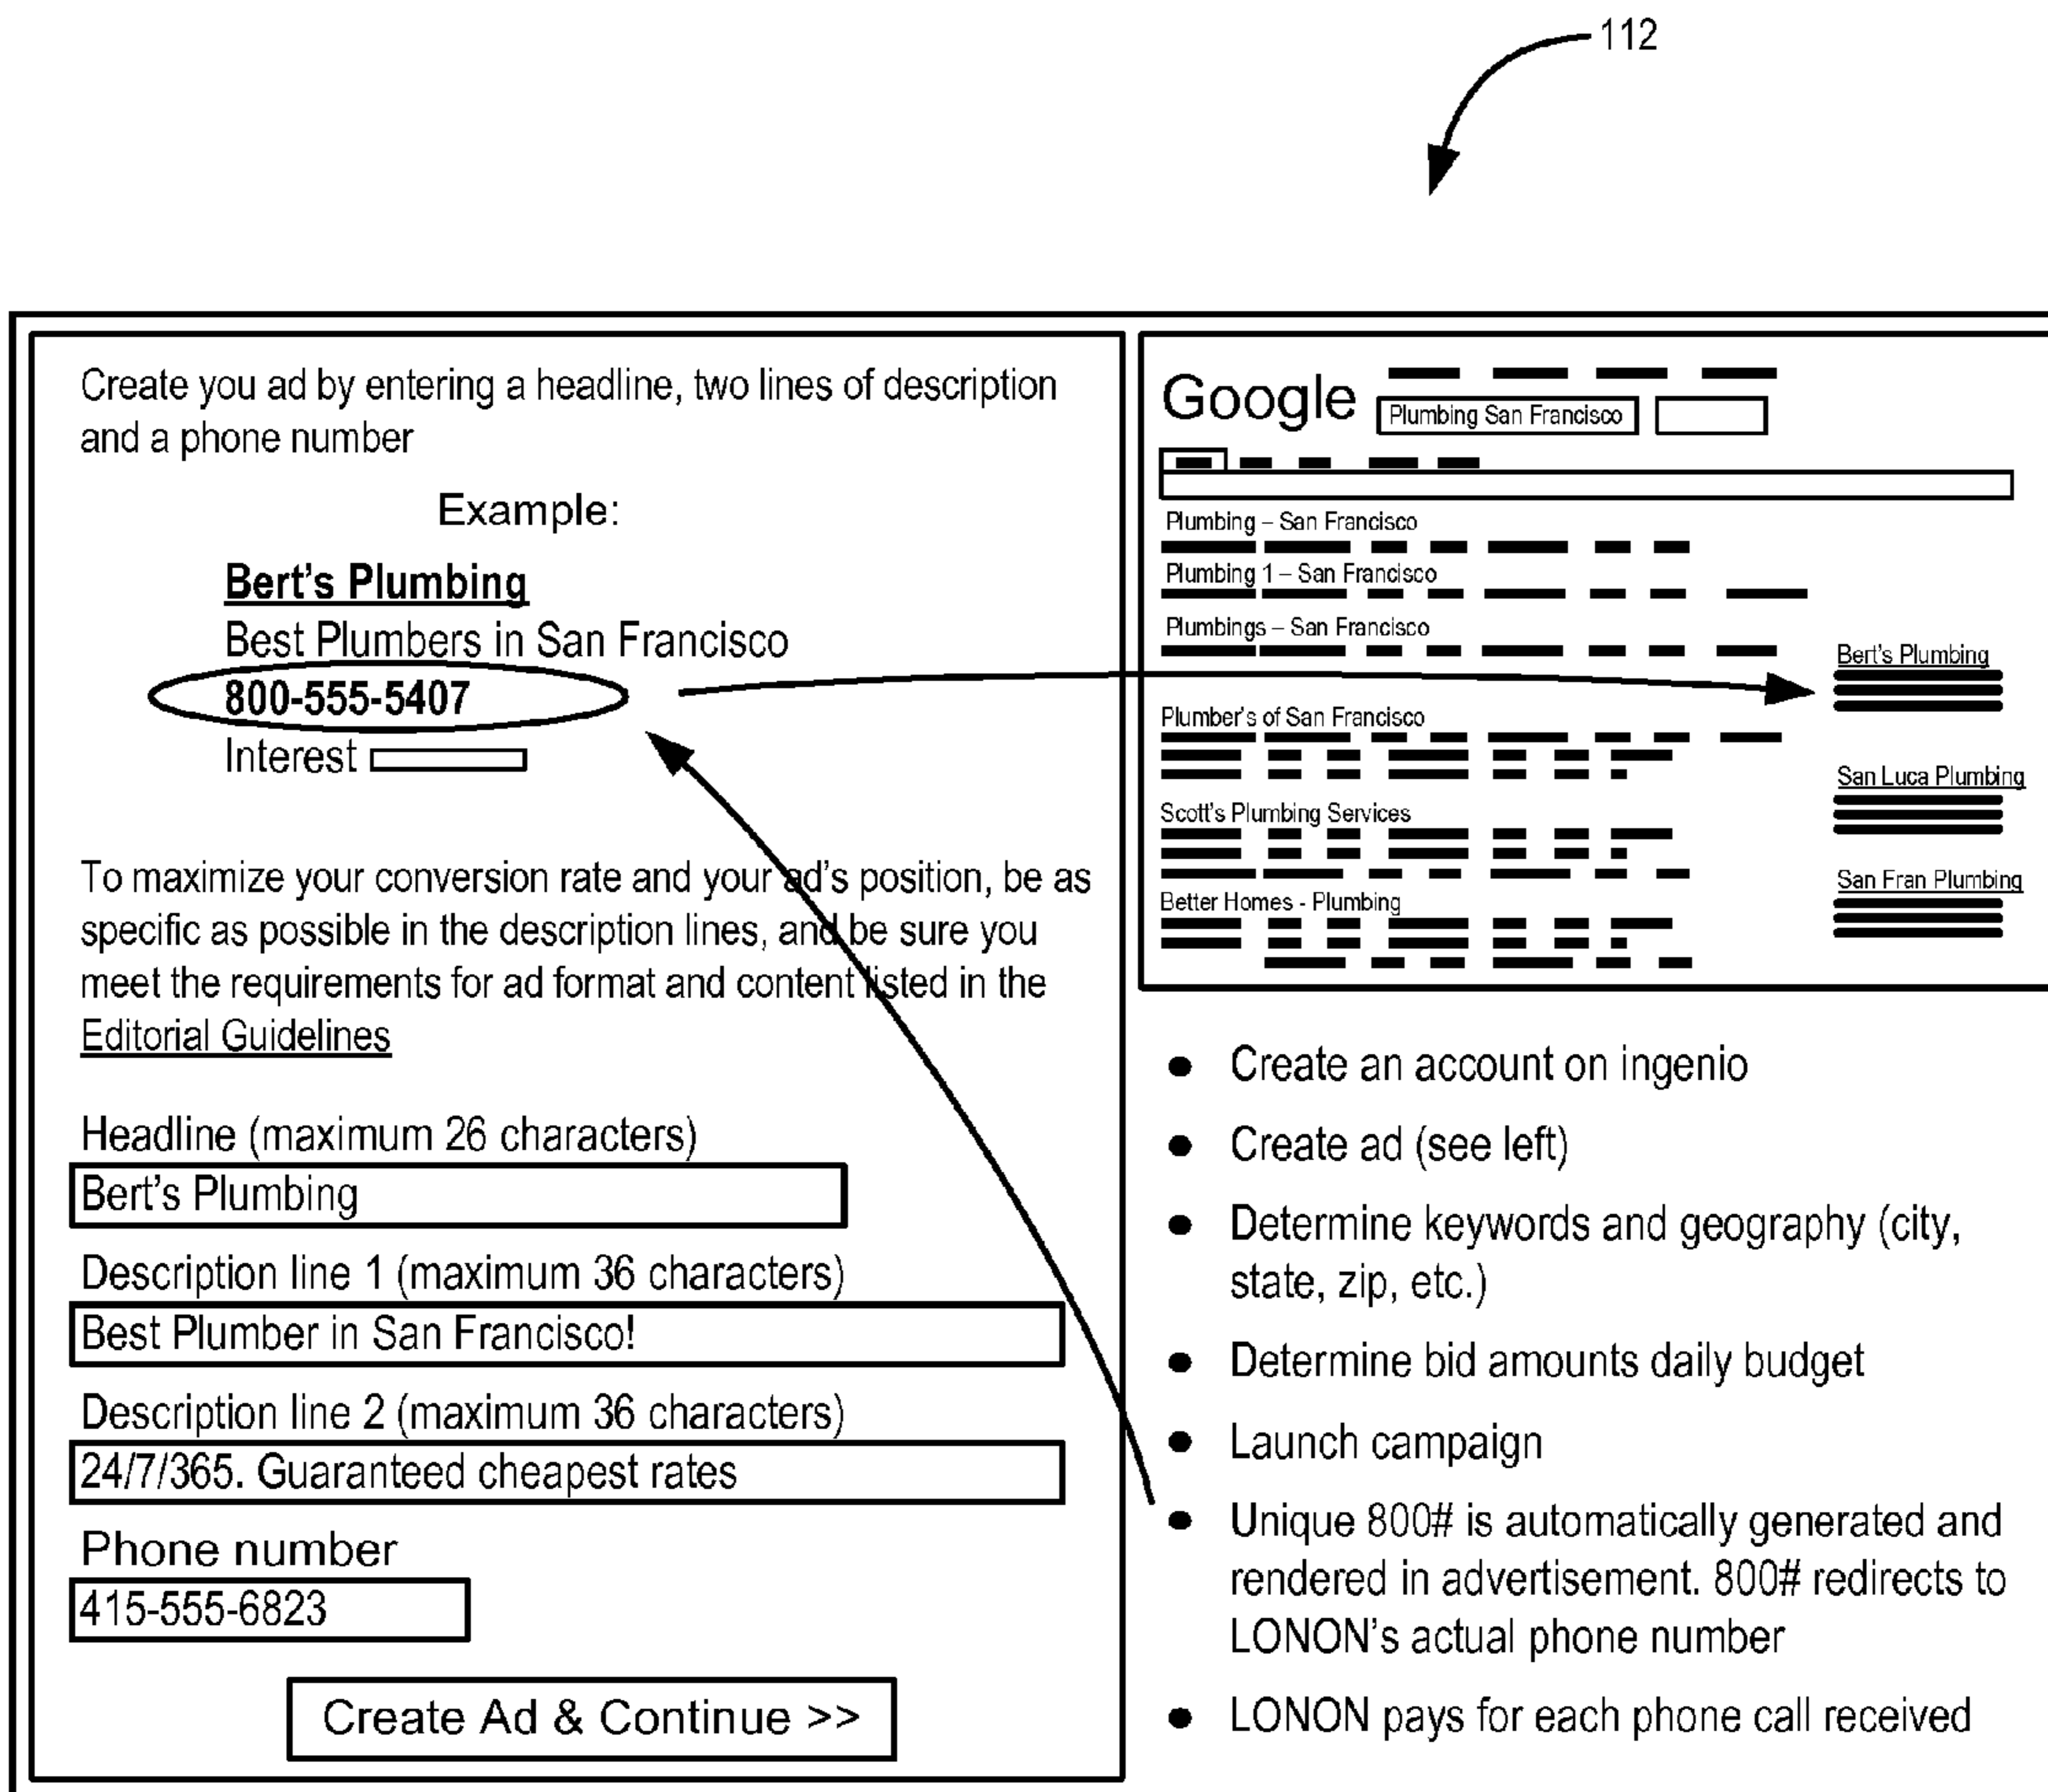 112
Create you ad by entering a headline, two lines of description
and a phone number
Example:
Bert's Plumbing
Best Plumbers in San Francisco
800-555-5407
Interest
To maximize your conversion rate and your ad's position, be as
specific as possible in the description lines, and be sure you
meet the requirements for ad format and content listed in the
Editorial Guidelines
Headline (maximum 26 characters)
Bert's Plumbing
Description line 1 (maximum 36 characters)
Best Plumber in San Francisco!
Description line 2 (maximum 36 characters)
24/7/365. Guaranteed cheapest rates
Phone number
415-555-6823
Create Ad & Continue >>
Google
Plumbing San Francisco
Plumbing – San Francisco
Plumbing 1 – San Francisco
Plumbings – San Francisco
Plumber's of San Francisco
Scott's Plumbing Services
Better Homes - Plumbing
Bert's Plumbing
San Luca Plumbing
San Fran Plumbing
• Create an account on ingenio
• Create ad (see left)
• Determine keywords and geography (city,
state, zip, etc.)
• Determine bid amounts daily budget
• Launch campaign
• Unique 800# is automatically generated and
rendered in advertisement. 800# redirects to
LONON's actual phone number
• LONON pays for each phone call received